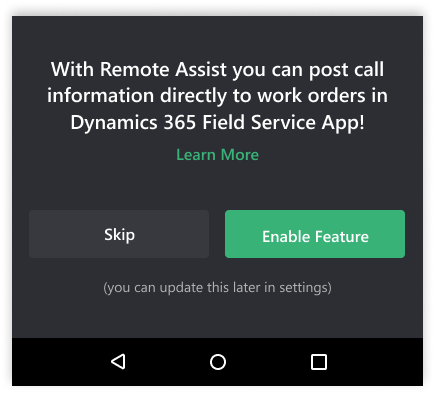 With Remote Assist you can post call
information directly to work orders in
Dynamics 365 Field Service App!
Learn More
Skip
Enable Feature
(you can update this later in settings)